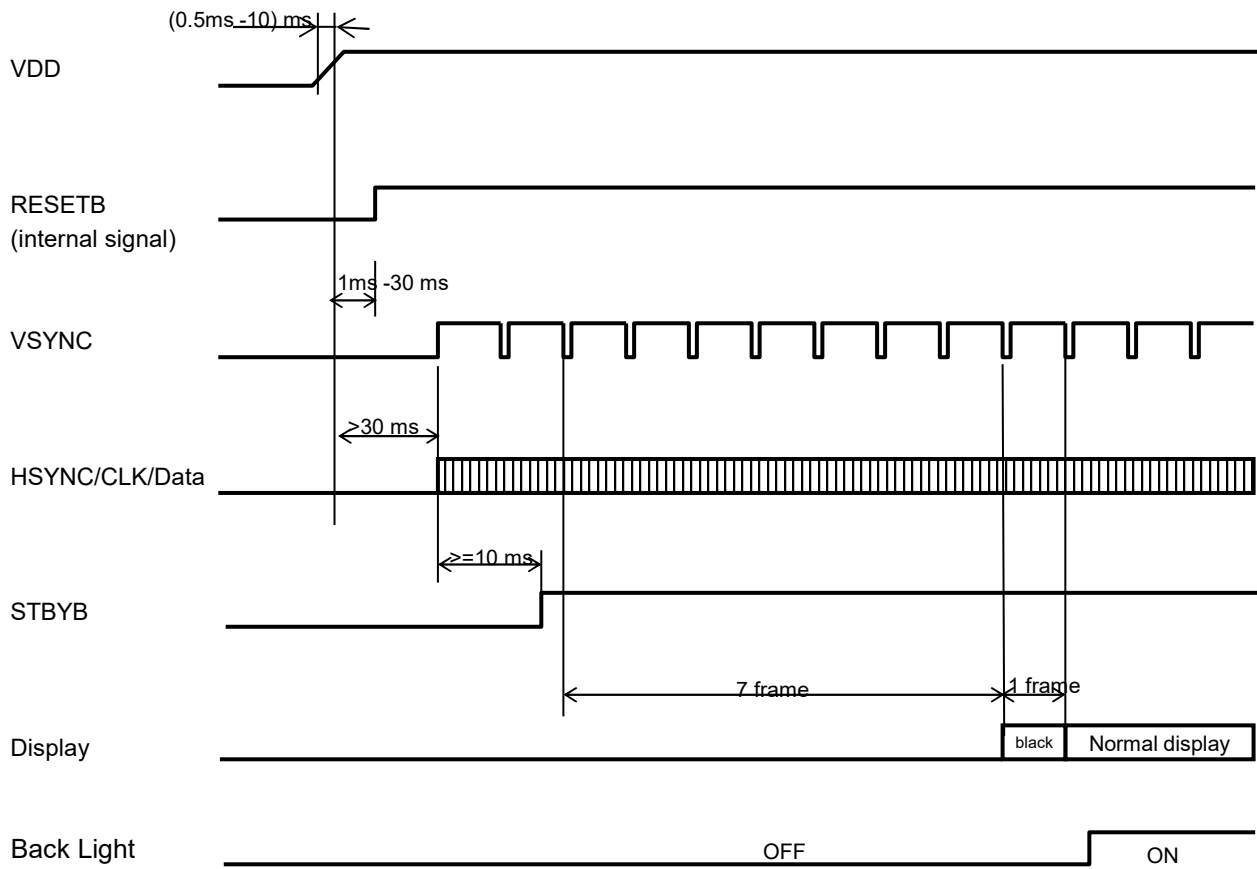 (0.5ms -10) ms
VDD
RESETB
(internal signal)
1ms -30 ms
VSYNC
>30 ms
HSYNC/CLK/Data
>=10 ms
STBYB
7 frame
1 frame
Display
black
Normal display
Back Light
OFF
ON